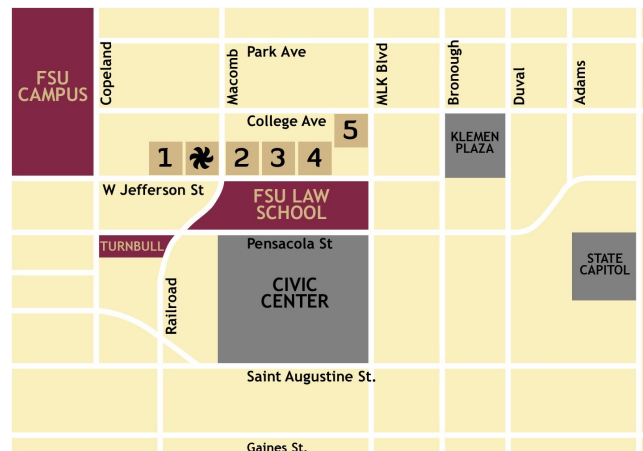 Park Ave
FSU
CAMPUS
Copeland
Macomb
MLK Blvd
Bronough
Duval
Adams
College Ave
5
KLEMEN
PLAZA
1
2
3
4
W Jefferson St
FSU LAW
SCHOOL
TURNBULL
Pensacola St
STATE
CAPITOL
CIVIC
CENTER
Railroad
Saint Augustine St.
Gaines St.